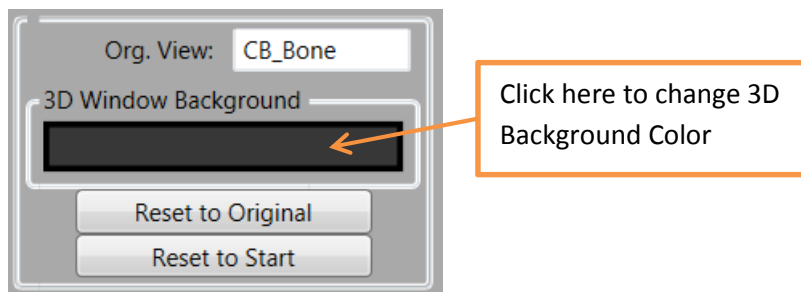 Org. View: CB_Bone
3D Window Background
Click here to change 3D
Background Color
Reset to Original
Reset to Start